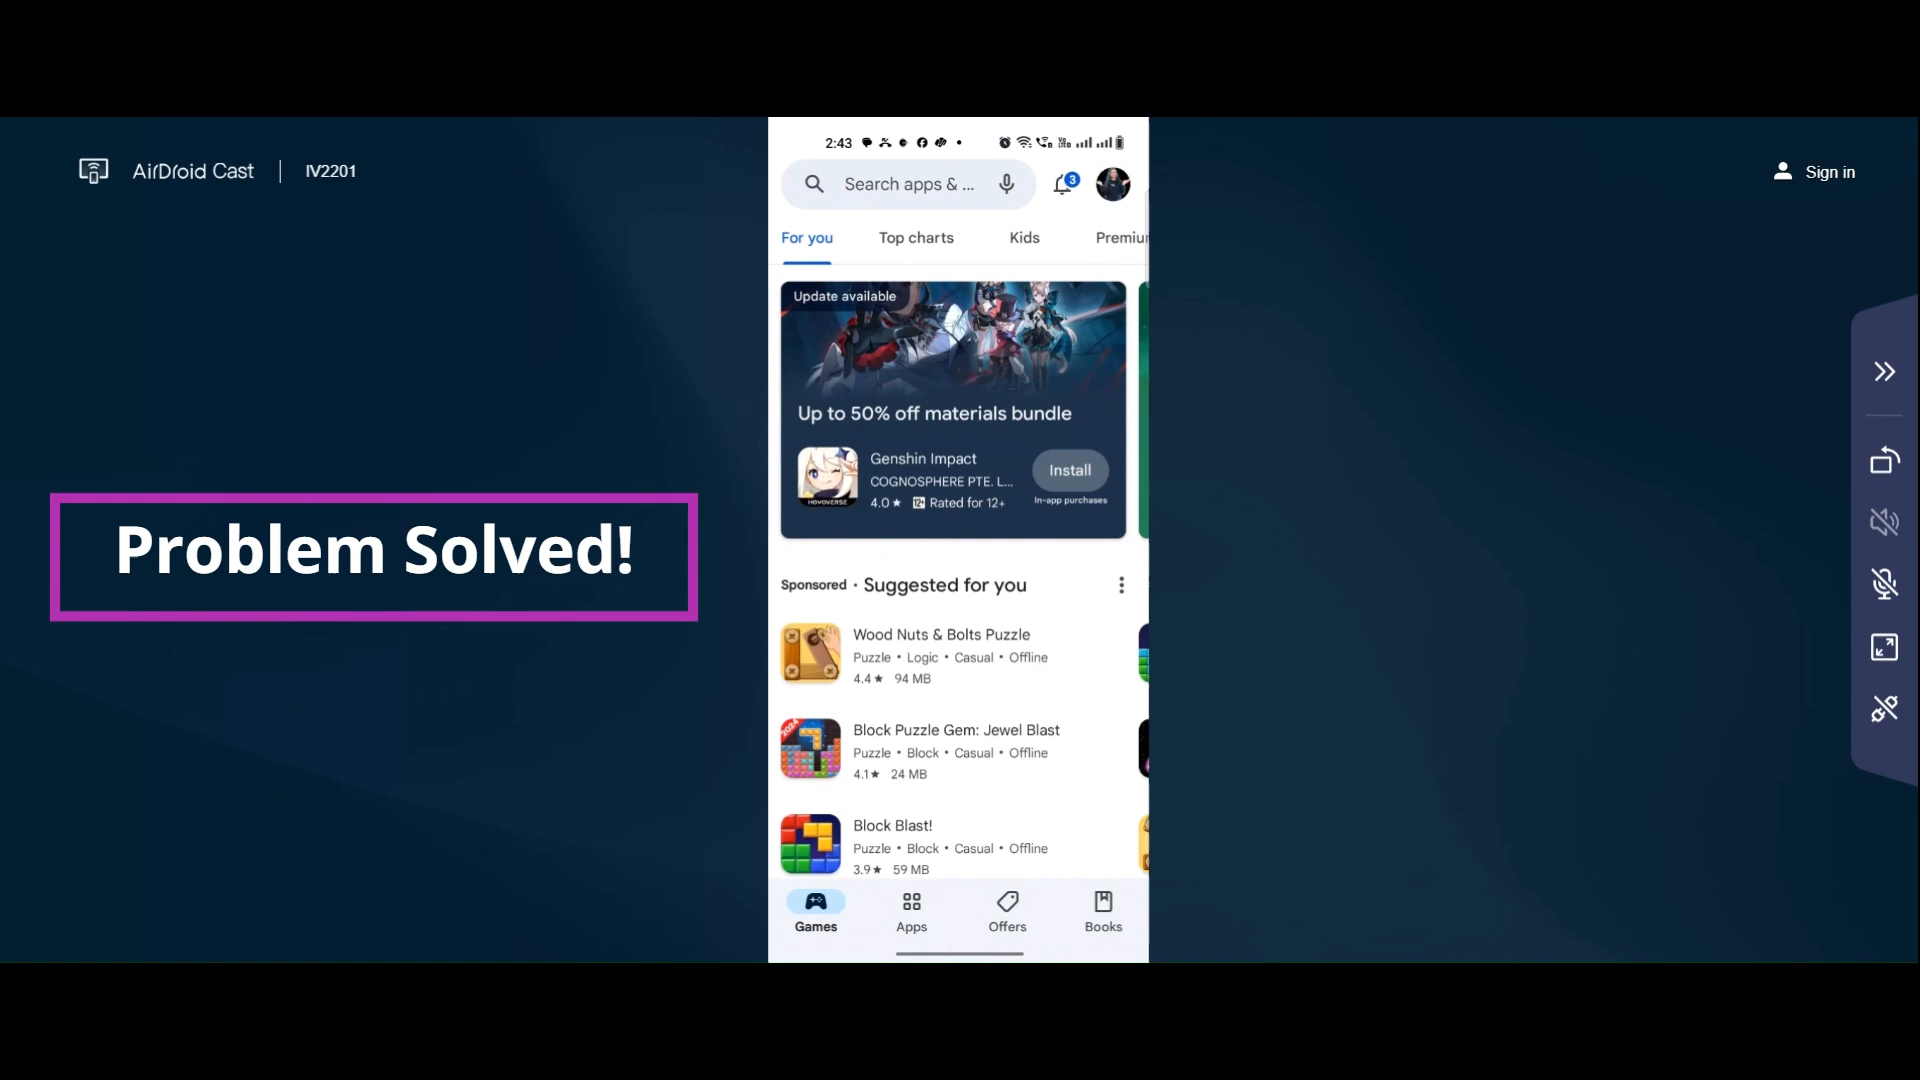 AirDroid Cast | IV2201
Sign in
2:43
Search apps & ...
3
For you
Top charts
Kids
Premiu
Update available
Up to 50% off materials bundle
Genshin Impact
COGNOSPHERE PTE. L...
4.0★ 12+ Rated for 12+
Install
In-app purchases
HOYOVERSE
Problem Solved!
Sponsored • Suggested for you
Wood Nuts & Bolts Puzzle
Puzzle • Logic • Casual • Offline
4.4★ 94 MB
2024
Block Puzzle Gem: Jewel Blast
Puzzle • Block • Casual • Offline
4.1★ 24 MB
Block Blast!
Puzzle • Block • Casual • Offline
3.9★ 59 MB
Games
Apps
Offers
Books